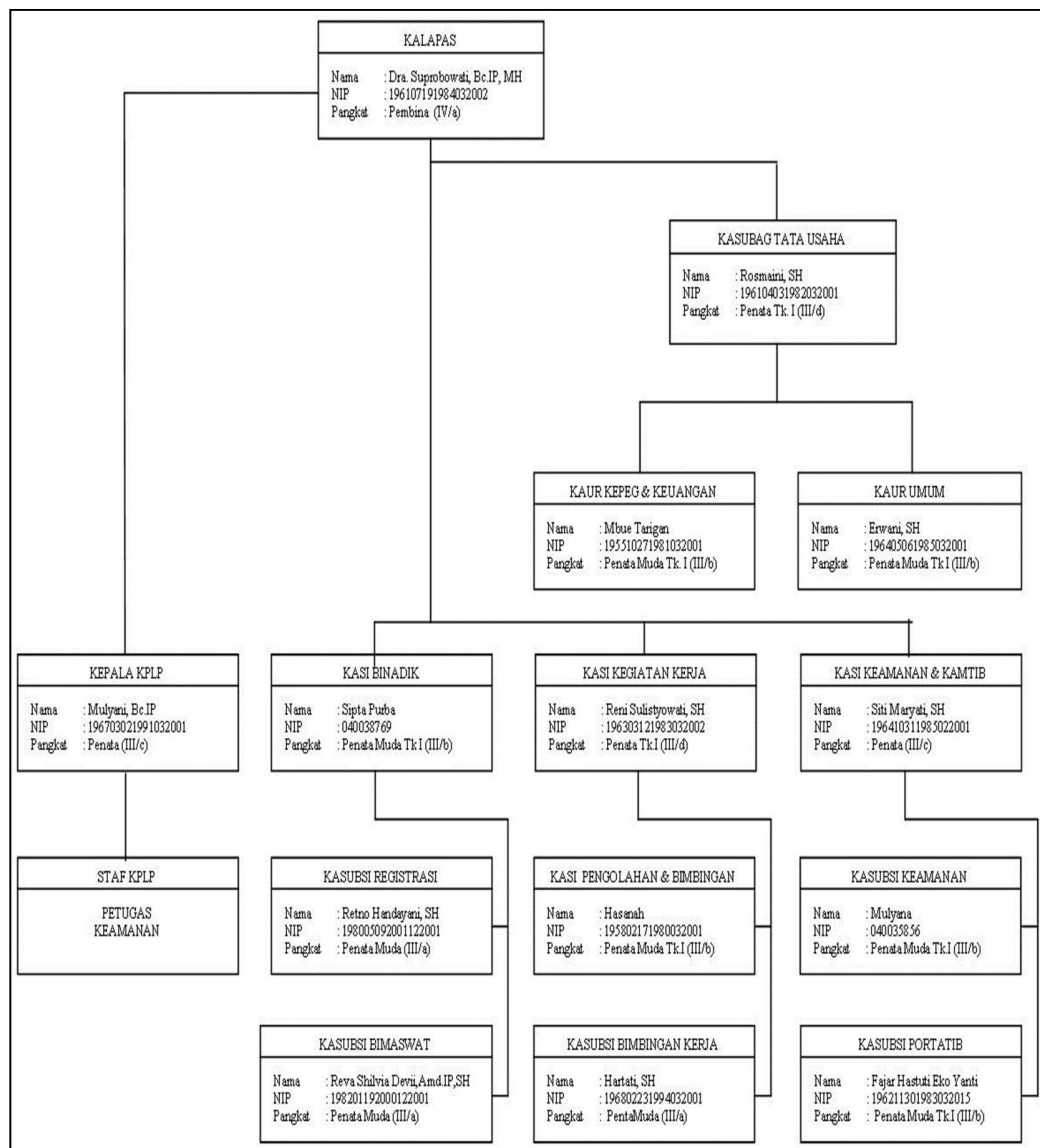 KALAPAS
Nama : Dra. Suprobowati, Bc.IP, MH
NIP : 196107191984032002
Pangkat : Pembina (IV/a)
KASUBAG TATA USAHA
Nama : Rosmaini, SH
NIP : 196104031982032001
Pangkat : Penata Tk. I (III/d)
KAUR KEPEG & KEUANGAN
Nama : Mbue Tarigan
NIP : 195510271981032001
Pangkat : Penata Muda Tk. I (III/b)
KAUR UMUM
Nama : Erwani, SH
NIP : 196405061985032001
Pangkat : Penata Muda Tk.I (III/b)
KEPALA KPLP
Nama : Mulyani, Bc.IP
NIP : 196703021991032001
Pangkat : Penata (III/c)
KASI BINADIK
Nama : Sipta Purba
NIP : 040038769
Pangkat : Penata Muda Tk.I (III/b)
KASI KEGIATAN KERJA
Nama : Reni Sulistyowati, SH
NIP : 196303121983032002
Pangkat : Penata Tk.I (III/d)
KASI KEAMANAN & KAMTIB
Nama : Siti Maryati, SH
NIP : 196410311985022001
Pangkat : Penata (III/c)
STAF KPLP
PETUGAS
KEAMANAN
KASUBSI REGISTRASI
Nama : Retno Handayani, SH
NIP : 198005092001122001
Pangkat : Penata Muda (III/a)
KASI PENGOLAHAN & BIMBINGAN
Nama : Hasanah
NIP : 195802171980032001
Pangkat : Penata Muda Tk.I (III/b)
KASUBSI KEAMANAN
Nama : Mulyana
NIP : 040035856
Pangkat : Penata Muda Tk.I (III/b)
KASUBSI BIMASWAT
Nama : Reva Shilvia Devii,Amd.IP,SH
NIP : 198201192000122001
Pangkat : Penata Muda (III/a)
KASUBSI BIMBINGAN KERJA
Nama : Hartati, SH
NIP : 196802231994032001
Pangkat : PentaMuda (III/a)
KASUBSI PORTATIB
Nama : Fajar Hastuti Eko Yanti
NIP : 196211301983032015
Pangkat : Penata Muda Tk.I (III/b)